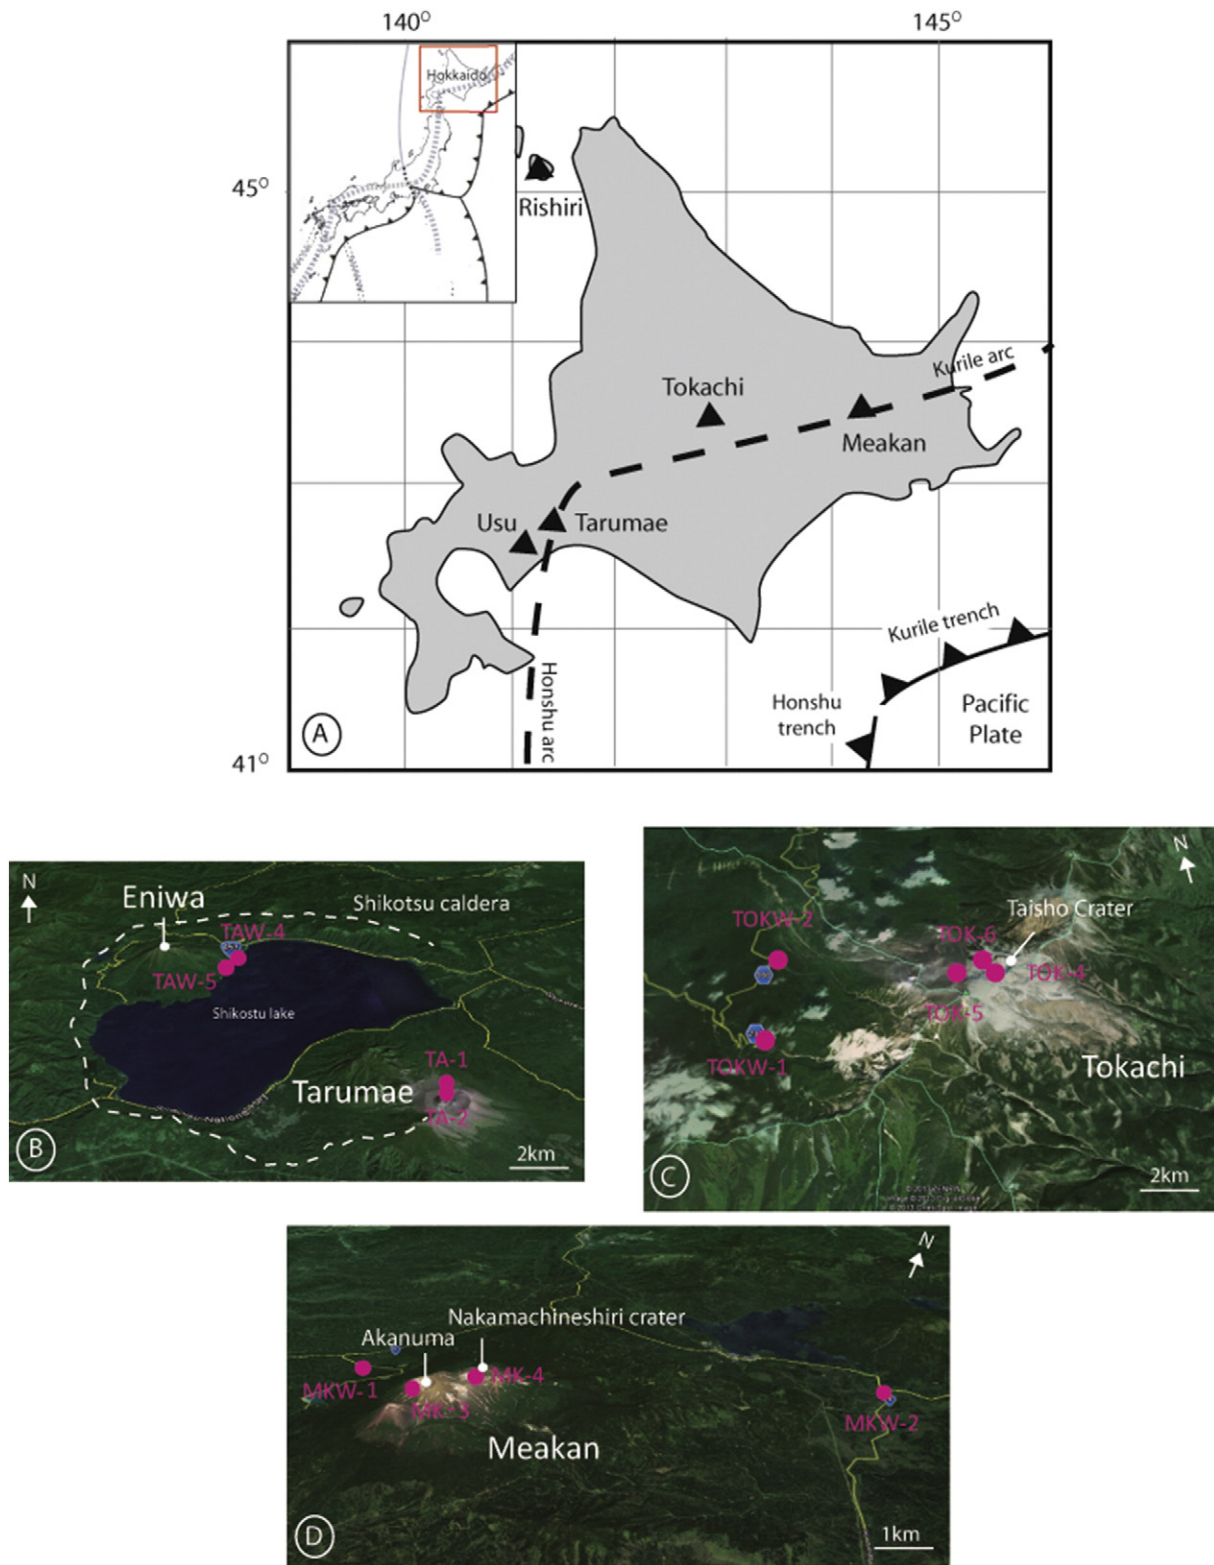 140°
145°
Hokkaido
45°
Rishiri
Kurile arc
Tokachi
Meakan
Usu
Tarumae
Kurile trench
Honshu arc
Honshu
trench
Pacific
Plate
A
41°
N
Eniwa
Shikotsu caldera
TAW-4
TAW-5
Shikostu lake
TA-1
Tarumae
TA-2
B
2km
N
Taisho Crater
TOKW-2
TOK-6
TOK-4
TOK-5
TOKW-1
Tokachi
C
2km
N
Nakamachineshiri crater
Akanuma
MKW-1
MK-4
MK-3
MKW-2
Meakan
D
1km